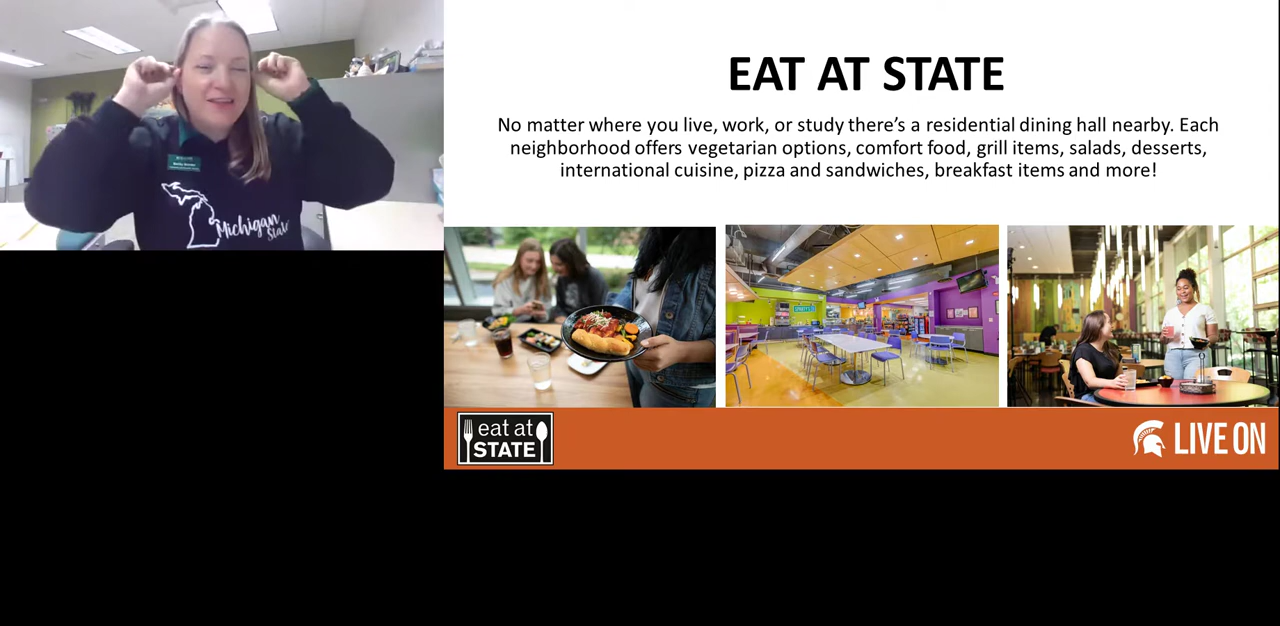 Michigan
State
EAT AT STATE
No matter where you live, work, or study there's a residential dining hall nearby. Each
neighborhood offers vegetarian options, comfort food, grill items, salads, desserts,
international cuisine, pizza and sandwiches, breakfast items and more!
eat at
STATE
LIVE ON